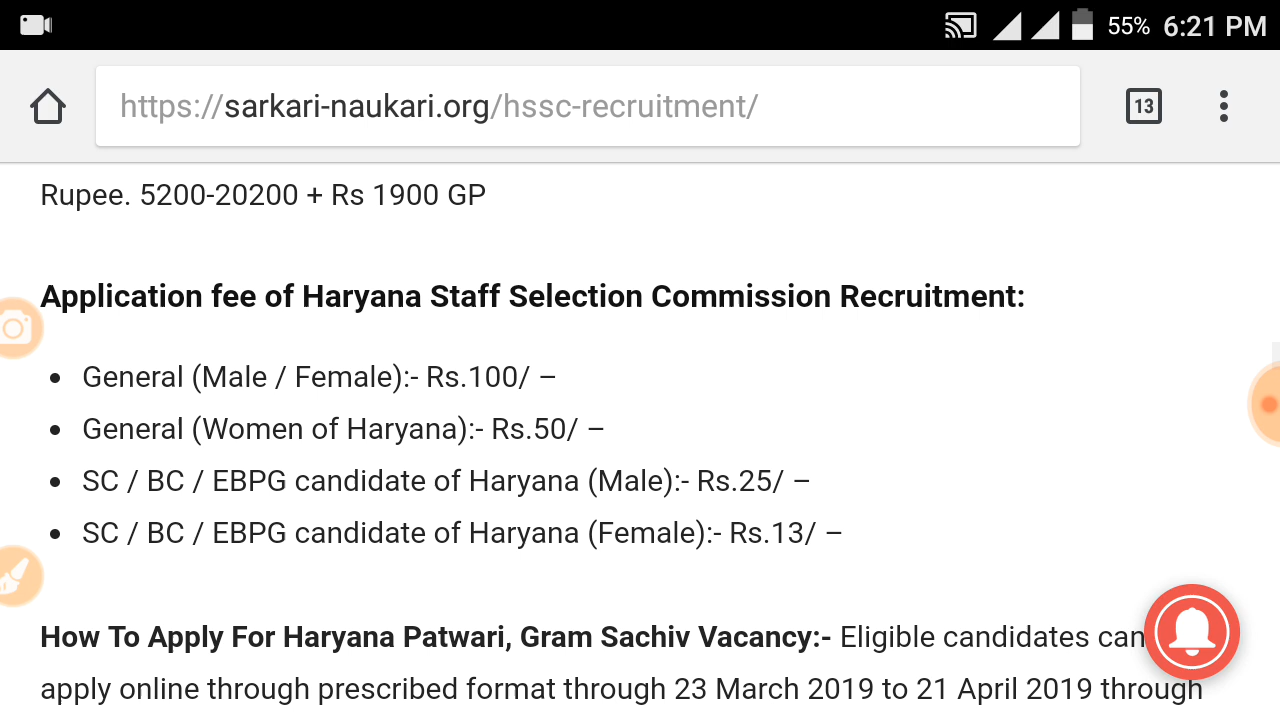 55% 6:21 PM
https://sarkari-naukari.org/hssc-recruitment/ 13
Rupee. 5200-20200 + Rs 1900 GP
Application fee of Haryana Staff Selection Commission Recruitment:
• General (Male / Female):- Rs.100/ –
• General (Women of Haryana):- Rs.50/ –
• SC / BC / EBPG candidate of Haryana (Male):- Rs.25/ –
• SC / BC / EBPG candidate of Haryana (Female):- Rs.13/ –
How To Apply For Haryana Patwari, Gram Sachiv Vacancy:- Eligible candidates can
apply online through prescribed format through 23 March 2019 to 21 April 2019 through